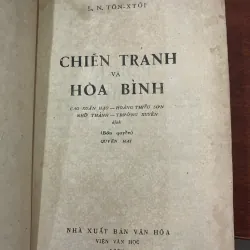 L. N. TÔN-XTÔI
CHIẾN TRANH
VÀ
HÒA BÌNH
CAO XUÂN HẠO — HOÀNG THIẾU SƠN
NHỮ THÀNH — TRƯỜNG XUYÊN
dịch
(Bốn quyển)
QUYỂN HAI
NHÀ XUẤT BẢN VĂN HÓA
VIỆN VĂN HỌC